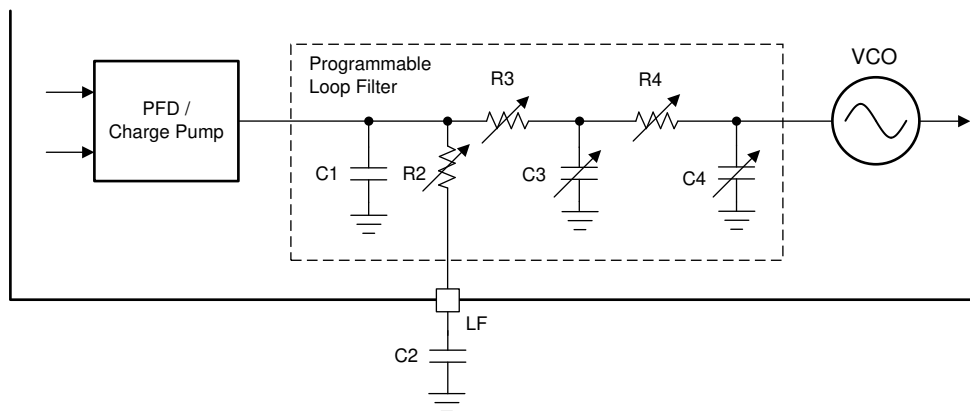 Programmable
Loop Filter
VCO
R3
R4
PFD /
Charge Pump
C1
R2
C3
C4
LF
C2